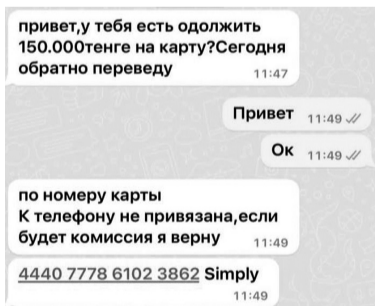 привет,у тебя есть одолжить
150.000тенге на карту?Сегодня
обратно переведу
11:47
Привет 11:49
Ок 11:49
по номеру карты
К телефону не привязана,если
будет комиссия я верну
11:49
4440 7778 6102 3862 Simply
11:49